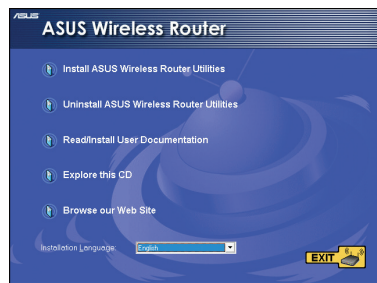 ASUS
ASUS Wireless Router
Install ASUS Wireless Router Utilities
Uninstall ASUS Wireless Router Utilities
Read/Install User Documentation
Explore this CD
Browse our Web Site
Installation Language: English
EXIT